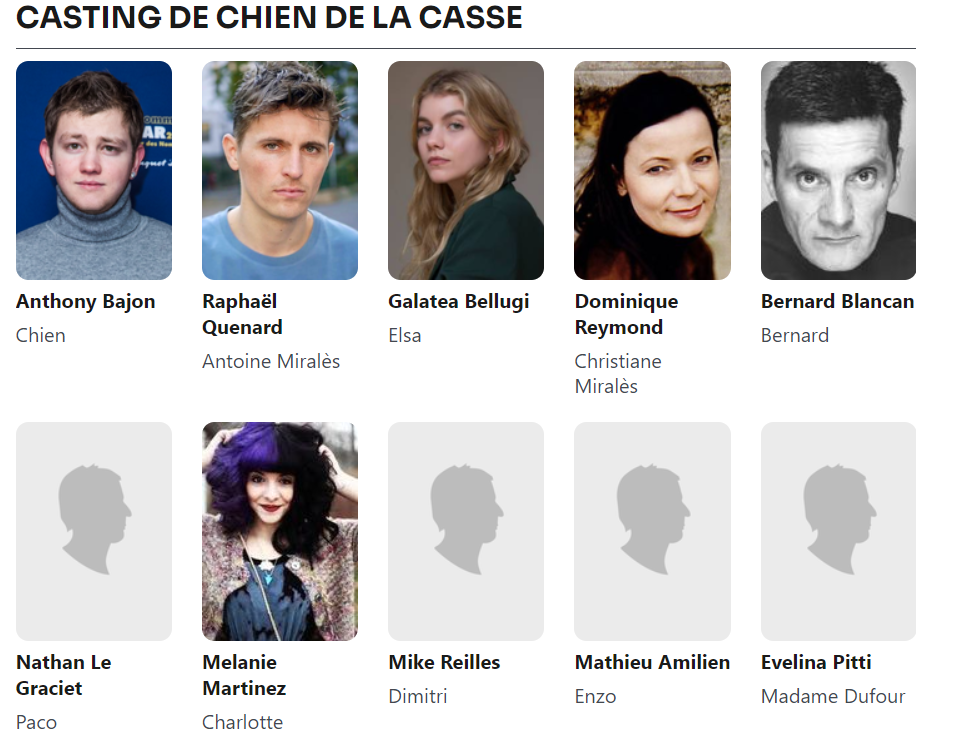 CASTING DE CHIEN DE LA CASSE
Anthony Bajon
Chien
Raphaël
Quenard
Antoine Miralès
Galatea Bellugi
Elsa
Dominique
Reymond
Christiane
Miralès
Bernard Blancan
Bernard
Nathan Le
Graciet
Paco
Melanie
Martinez
Charlotte
Mike Reilles
Dimitri
Mathieu Amilien
Enzo
Evelina Pitti
Madame Dufour